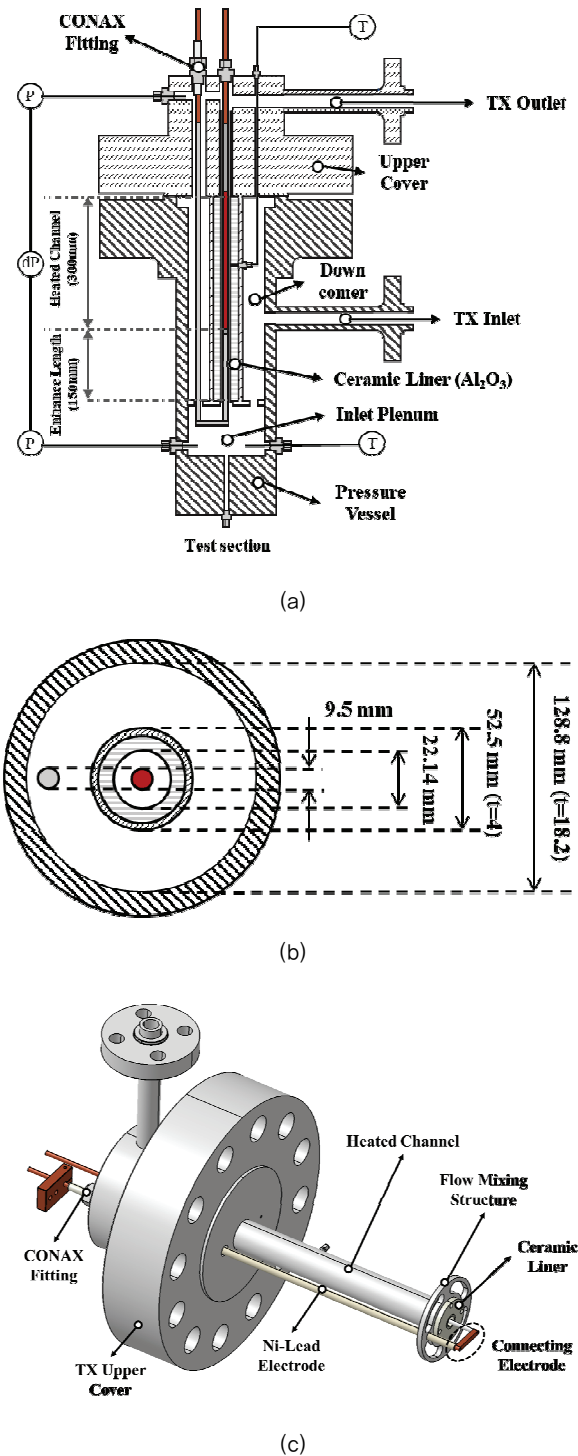 CONAX
Fitting
T
P
TX Outlet
Upper
Cover
Heated Channel
(300mm)
dP
Down
comer
TX Inlet
Entrance Length
(150mm)
Ceramic Liner (Al₂O₃)
Inlet Plenum
P
T
Pressure
Vessel
Test section
(a)
9.5 mm
22.14 mm
52.5 mm (t=4)
128.8 mm (t=18.2)
(b)
Heated Channel
Flow Mixing
Structure
CONAX
Fitting
Ceramic
Liner
Ni-Lead
Electrode
Connecting
Electrode
TX Upper
Cover
(c)